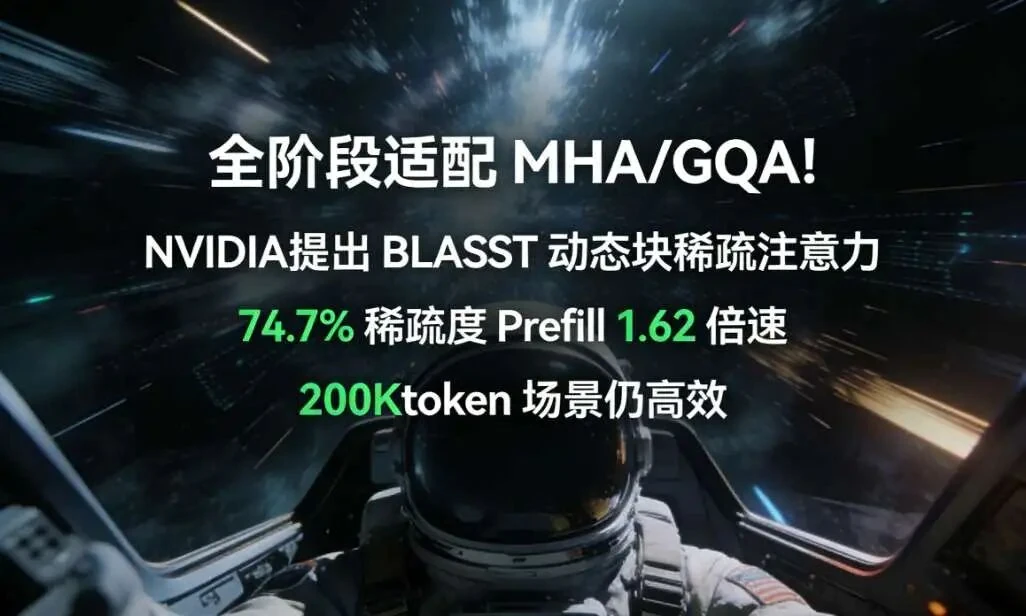 全阶段适配 MHA/GQA!
NVIDIA提出 BLASST 动态块稀疏注意力
74.7% 稀疏度 Prefill 1.62 倍速
200Ktoken 场景仍高效